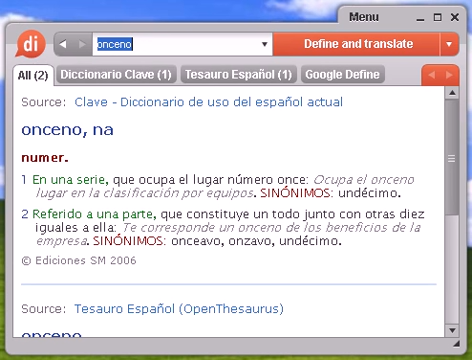 Menu
di
onceno
Define and translate
All (2)
Diccionario Clave (1)
Tesauro Español (1)
Google Define
Source: Clave - Diccionario de uso del español actual
onceno, na
numer.
1 En una serie, que ocupa el lugar número once: Ocupa el onceno
lugar en la clasificación por equipos. SINÓNIMOS: undécimo.
2 Referido a una parte, que constituye un todo junto con otras diez
iguales a ella: Te corresponde un onceno de los beneficios de la
empresa. SINÓNIMOS: onceavo, onzavo, undécimo.
© Ediciones SM 2006
Source: Tesauro Español (OpenThesaurus)
onceno